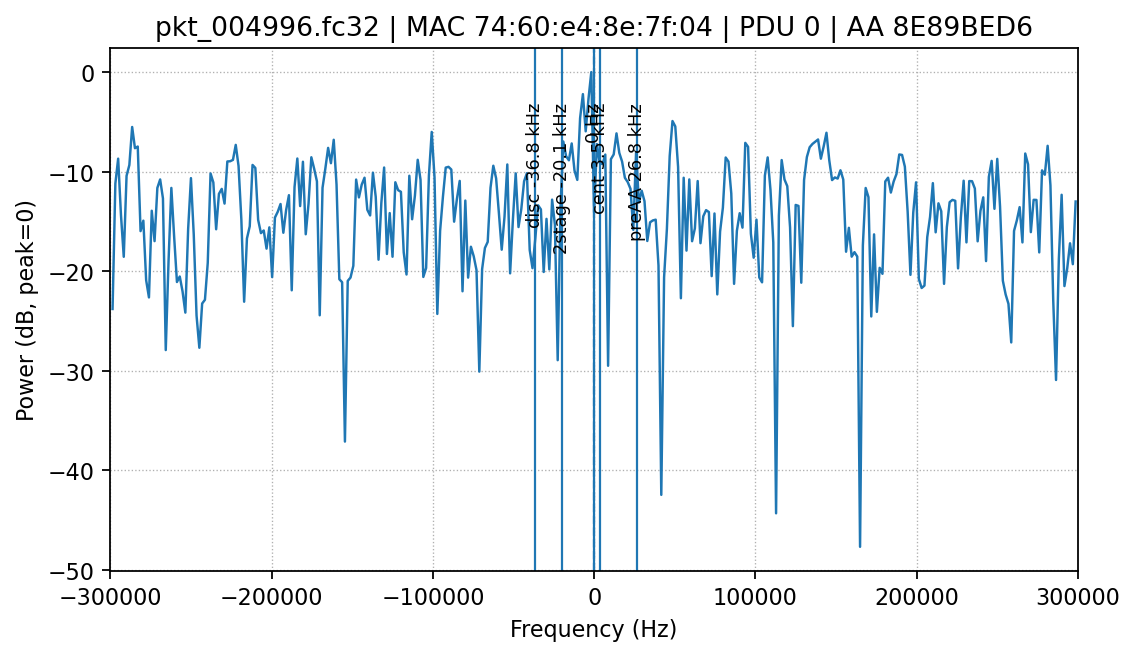 pkt_004996.fc32 | MAC 74:60:e4:8e:7f:04 | PDU 0 | AA 8E89BED6
Power (dB, peak=0)
0
−10
−20
−30
−40
−50
disc -36.8 kHz
2stage -20.1 kHz
0 Hz
cent 3.5 kHz
preAA 26.8 kHz
−300000
−200000
−100000
0
100000
200000
300000
Frequency (Hz)